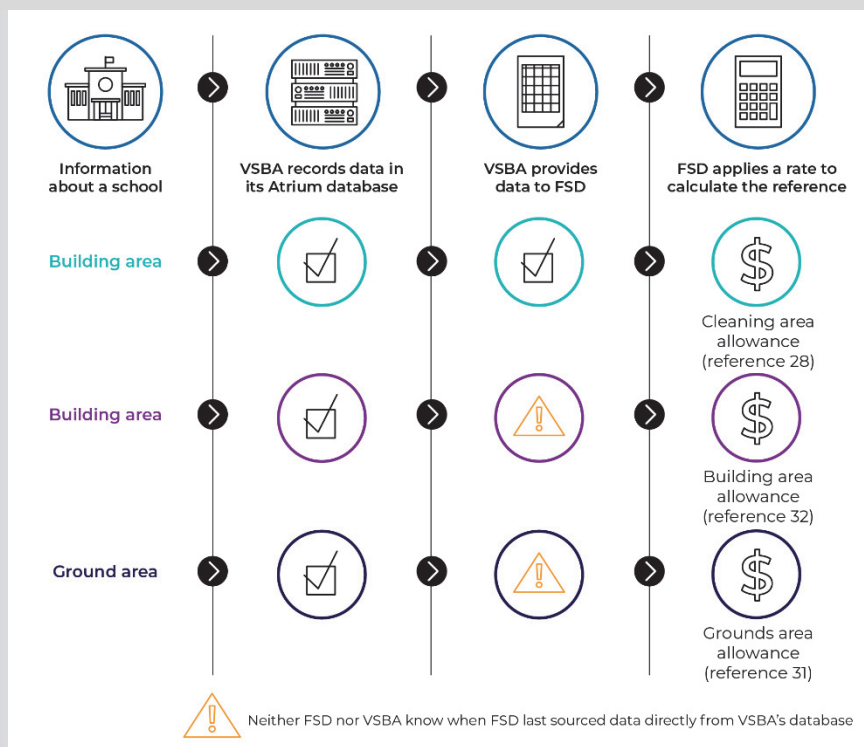 Information
about a school
VSBA records data in
its Atrium database
VSBA provides
data to FSD
FSD applies a rate to
calculate the reference
Building area
$
Cleaning area
allowance
(reference 28)
Building area
$
Building area
allowance
(reference 32)
Ground area
$
Grounds area
allowance
(reference 31)
Neither FSD nor VSBA know when FSD last sourced data directly from VSBA's database